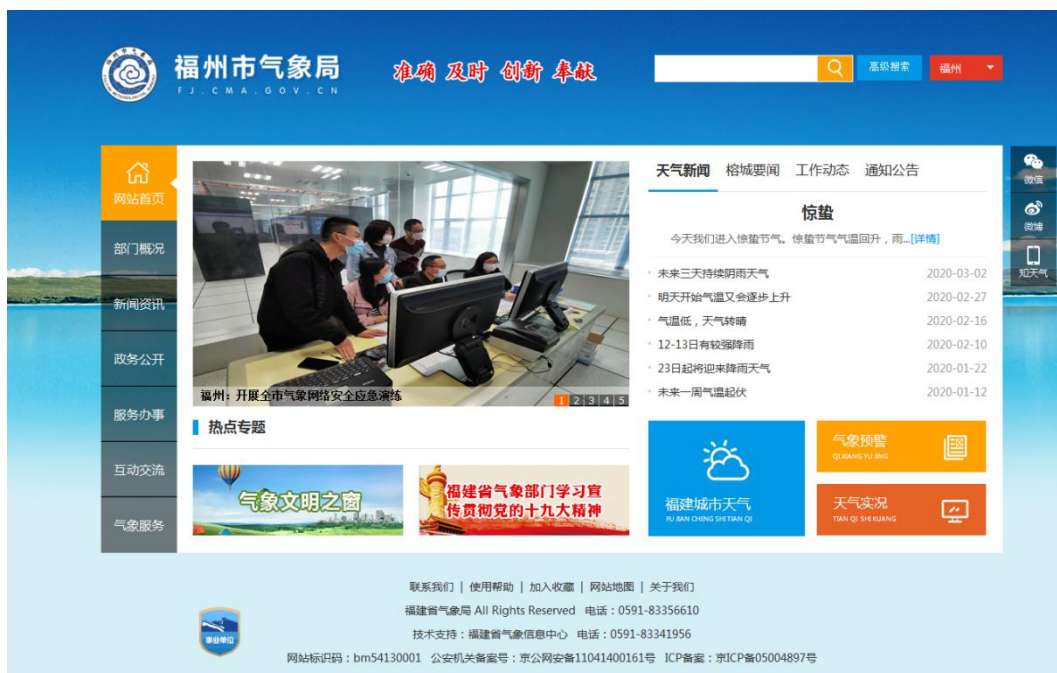 福州市气象局
FJ.CMA.GOV.CN
准确 及时 创新 奉献
高级搜索
福州
网站首页
部门概况
新闻资讯
政务公开
服务办事
互动交流
气象服务
福州：开展全市气象网络安全应急演练
1 2 3 4 5
天气新闻 榕城要闻 工作动态 通知公告
惊蛰
今天我们进入惊蛰节气。惊蛰节气气温回升，雨...[详情]
未来三天持续阴雨天气 2020-03-02
明天开始气温又会逐步上升 2020-02-27
气温低，天气转晴 2020-02-16
12-13日有较强降雨 2020-02-10
23日起将迎来降雨天气 2020-01-22
未来一周气温起伏 2020-01-12
微信
微博
知天气
热点专题
气象文明之窗
福建省气象部门学习宣
传贯彻党的十九大精神
福建城市天气
FU JIAN CHING SHI TIAN QI
气象预警
QI XIANG YU JING
天气实况
TIAN QI SHI KUANG
联系我们 | 使用帮助 | 加入收藏 | 网站地图 | 关于我们
福建省气象局 All Rights Reserved 电话：0591-83356610
技术支持：福建省气象信息中心 电话：0591-83341956
网站标识码：bm54130001 公安机关备案号：京公网安备11041400161号 ICP备案：京ICP备05004897号
事业单位